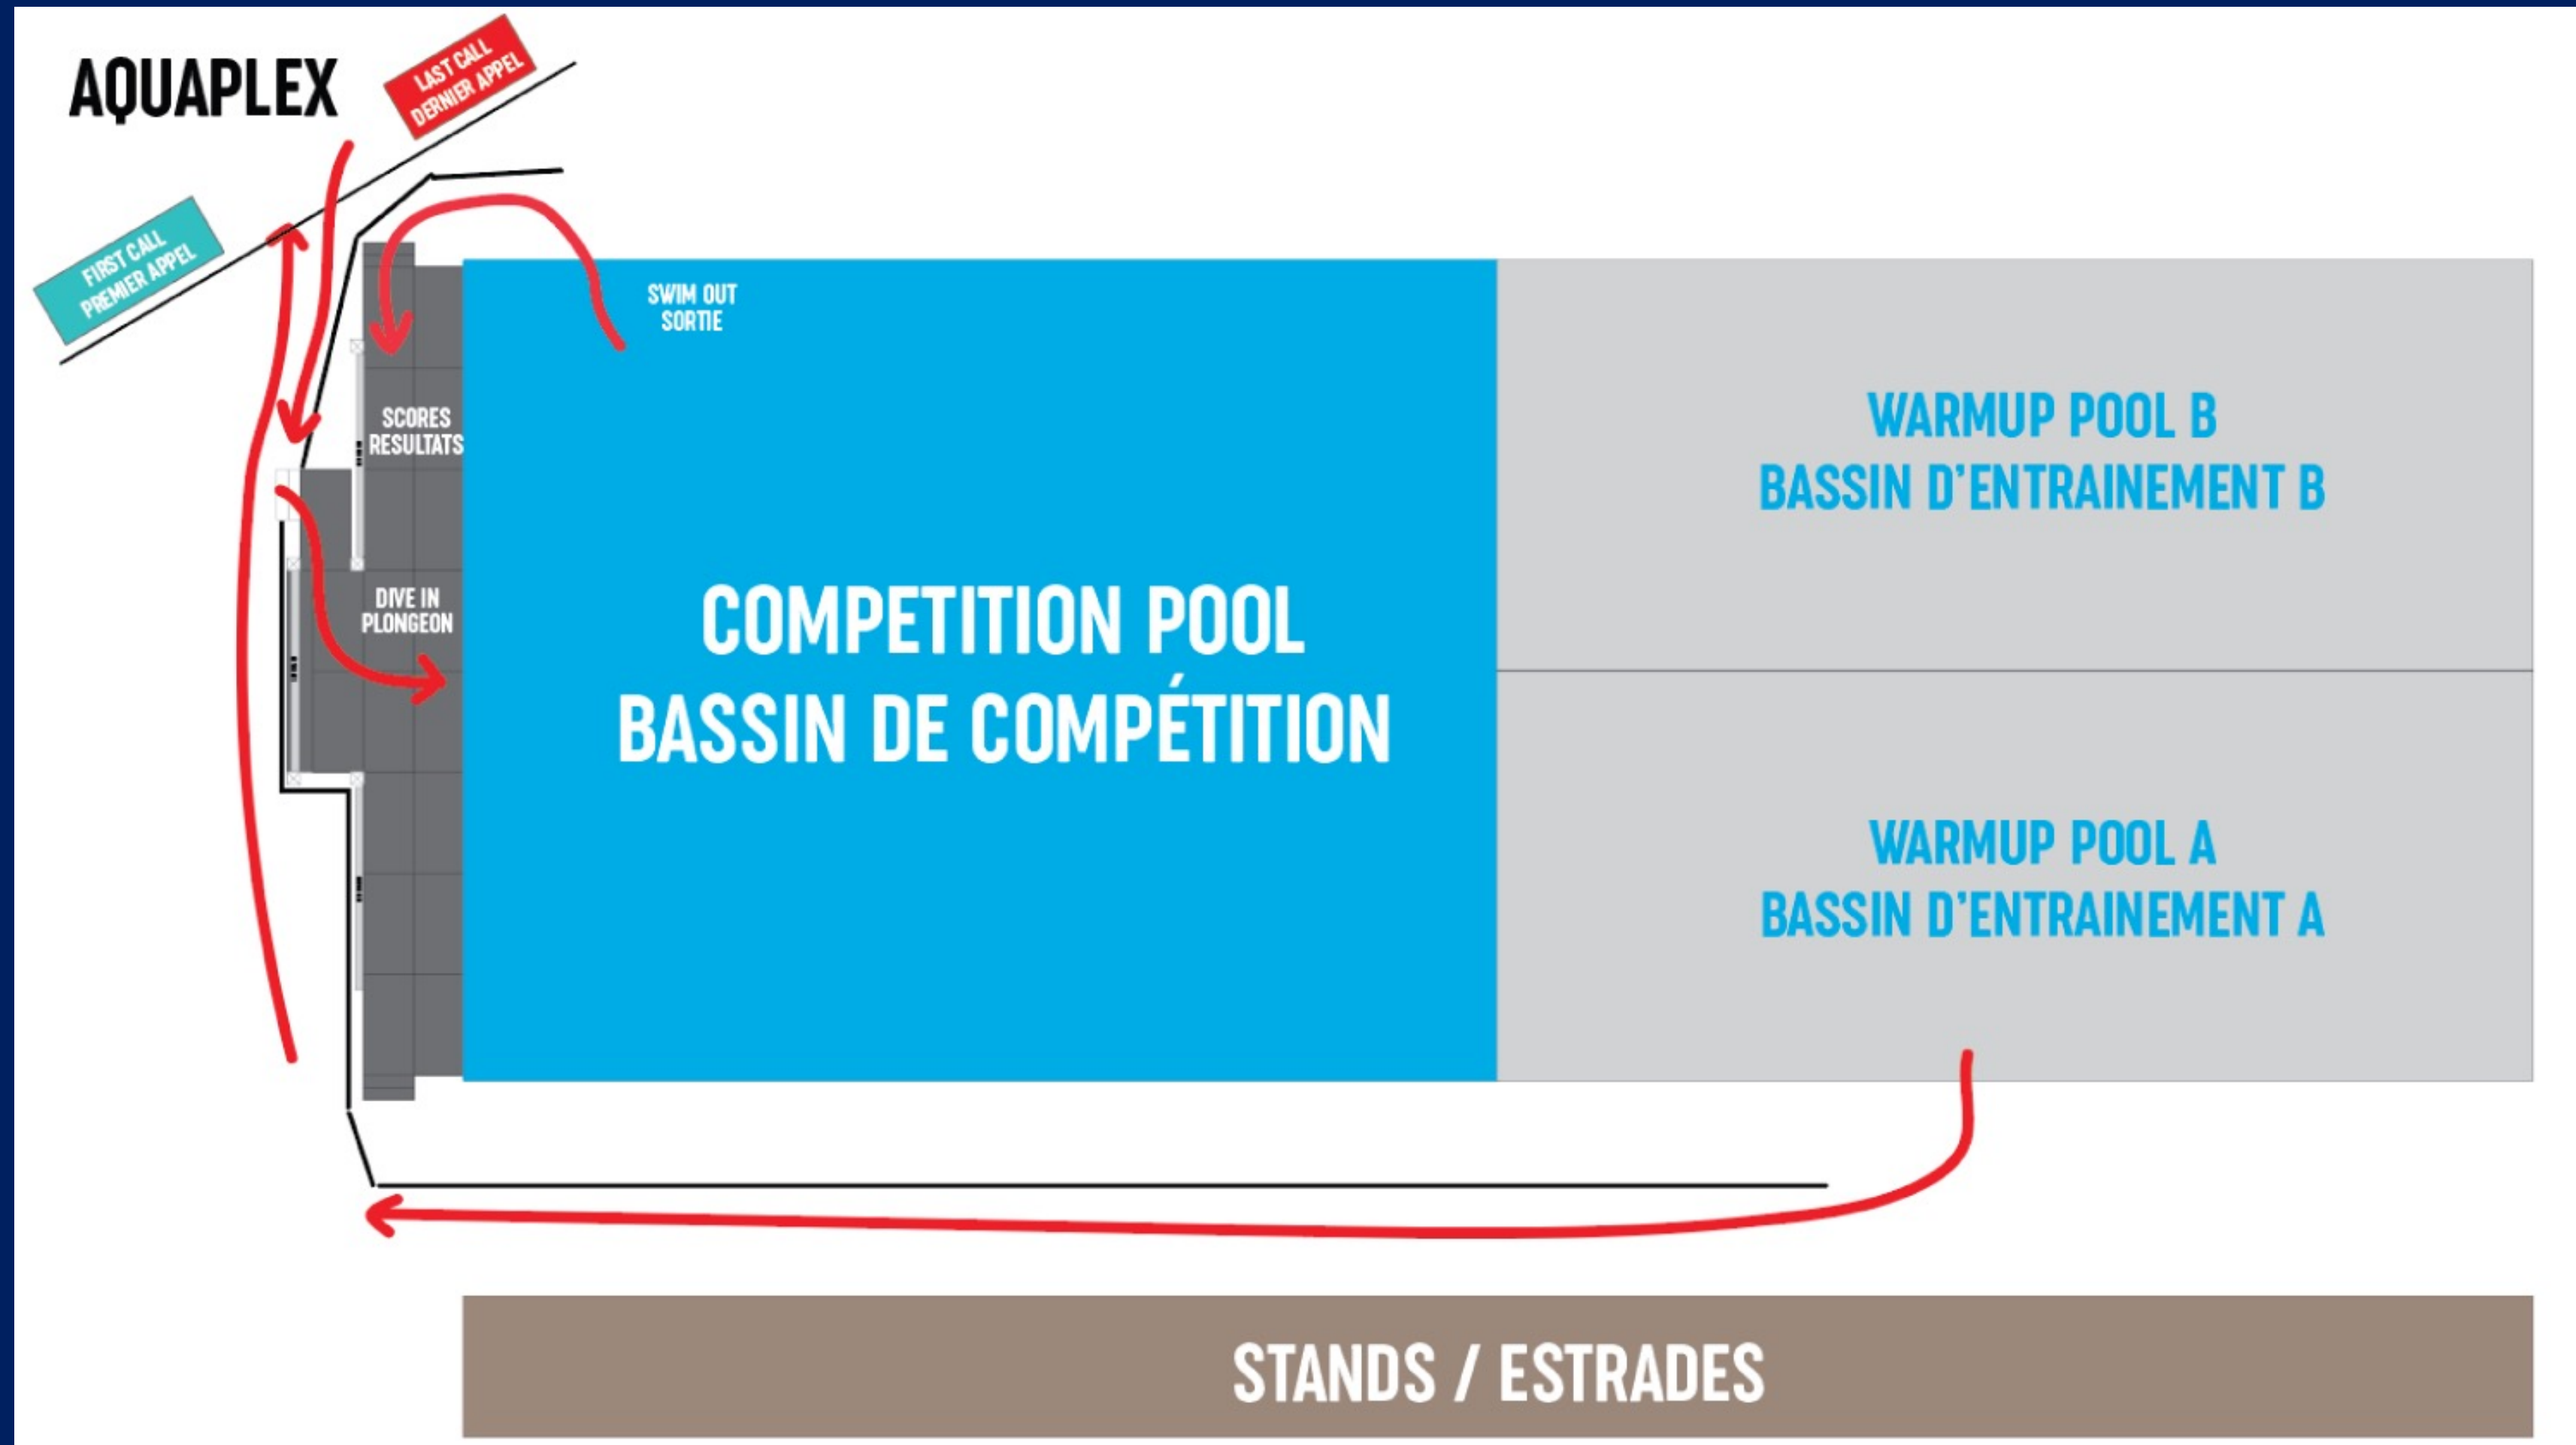 AQUAPLEX
LAST CALL
DERNIER APPEL
FIRST CALL
PREMIER APPEL
SWIM OUT
SORTIE
SCORES
RESULTATS
DIVE IN
PLONGEON
COMPETITION POOL
BASSIN DE COMPÉTITION
WARMUP POOL B
BASSIN D'ENTRAINEMENT B
WARMUP POOL A
BASSIN D'ENTRAINEMENT A
STANDS / ESTRADES